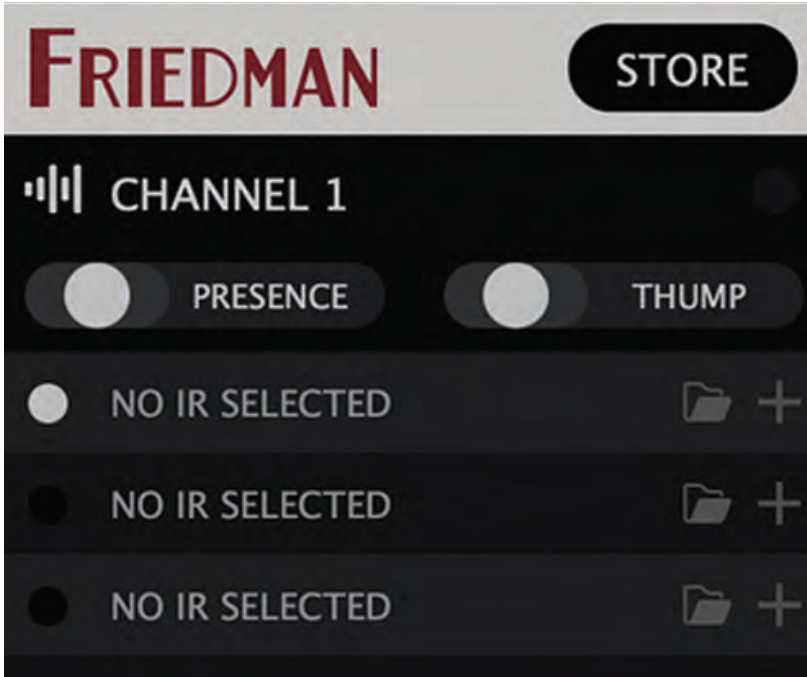 FRIEDMAN
STORE
CHANNEL 1
PRESENCE
THUMP
NO IR SELECTED
NO IR SELECTED
NO IR SELECTED